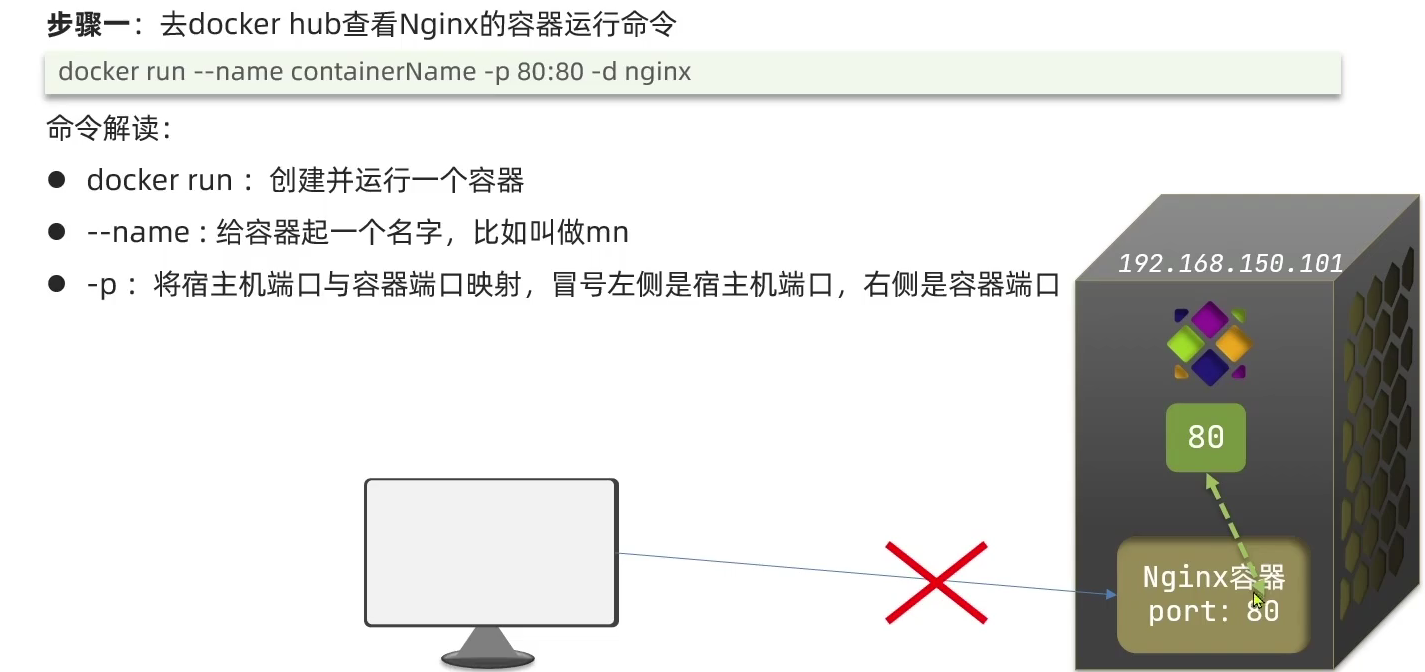 步骤一：去docker hub查看Nginx的容器运行命令
docker run --name containerName -p 80:80 -d nginx
命令解读：
● docker run ：创建并运行一个容器
● --name : 给容器起一个名字，比如叫做mn
● -p ：将宿主机端口与容器端口映射，冒号左侧是宿主机端口，右侧是容器端口
192.168.150.101
80
Nginx容器
port: 80